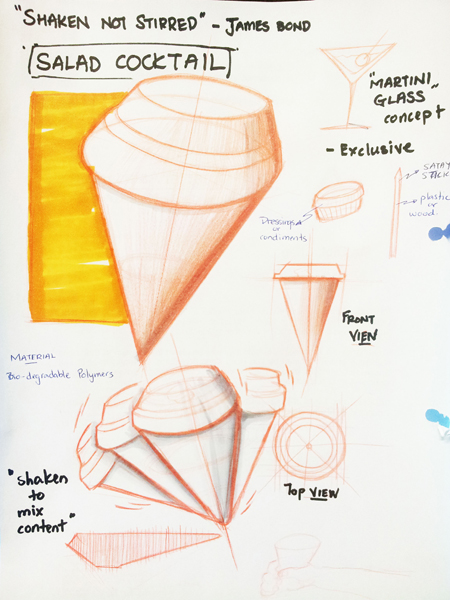 "SHAKEN NOT STIRRED" - JAMES BOND
SALAD COCKTAIL
"MARTINI
GLASS"
concept
- Exclusive
SATAY
STICK
plastic
or
wood.
Dressings
or
condiments
FRONT
VIEW
MATERIAL
Bio-degradable Polymers
"shaken
to
mix
content"
Top VIEW